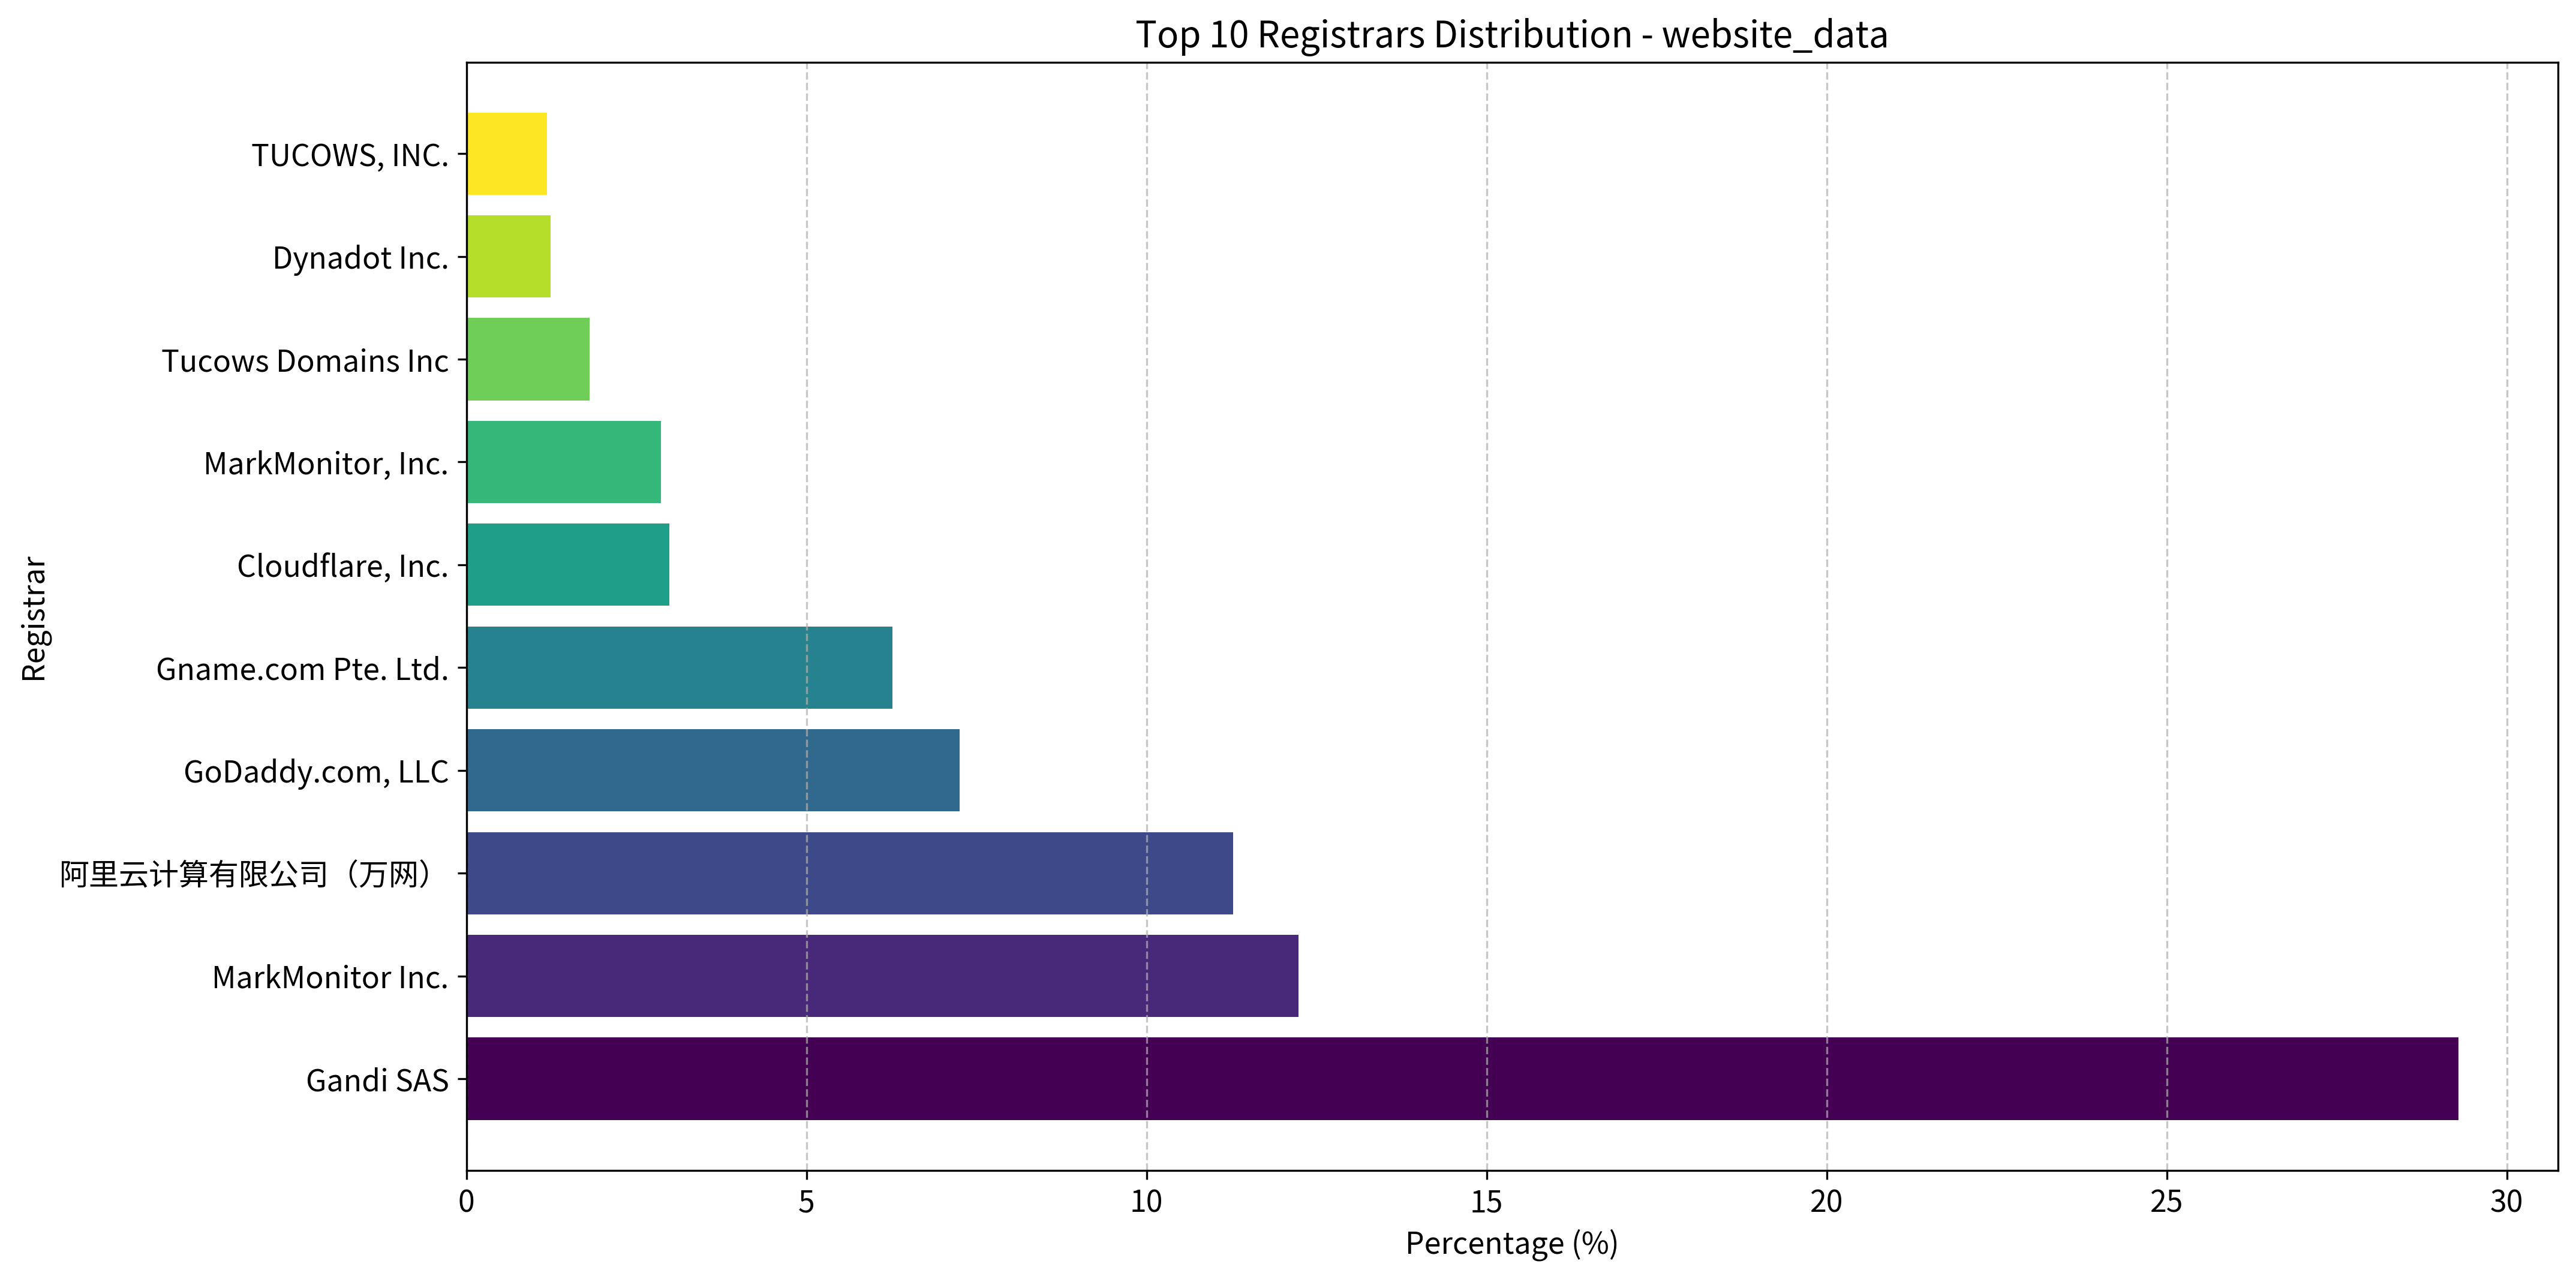 Top 10 Registrars Distribution - website_data
Registrar
TUCOWS, INC.
Dynadot Inc.
Tucows Domains Inc
MarkMonitor, Inc.
Cloudflare, Inc.
Gname.com Pte. Ltd.
GoDaddy.com, LLC
阿里云计算有限公司（万网）
MarkMonitor Inc.
Gandi SAS
0 5 10 15 20 25 30
Percentage (%)